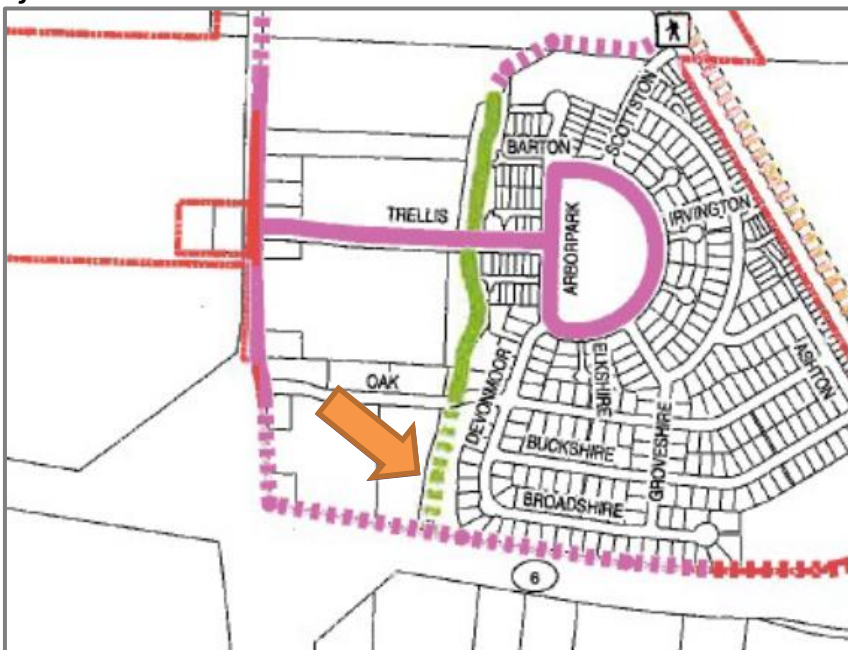 SCOTTSTON
BARTON
IRVINGTON
TRELLIS
ARBORPARK
ASHTON
OAK
DEVONMOOR
ELKSHIRE
BUCKSHIRE
GROVESHIRE
BROADSHIRE
6